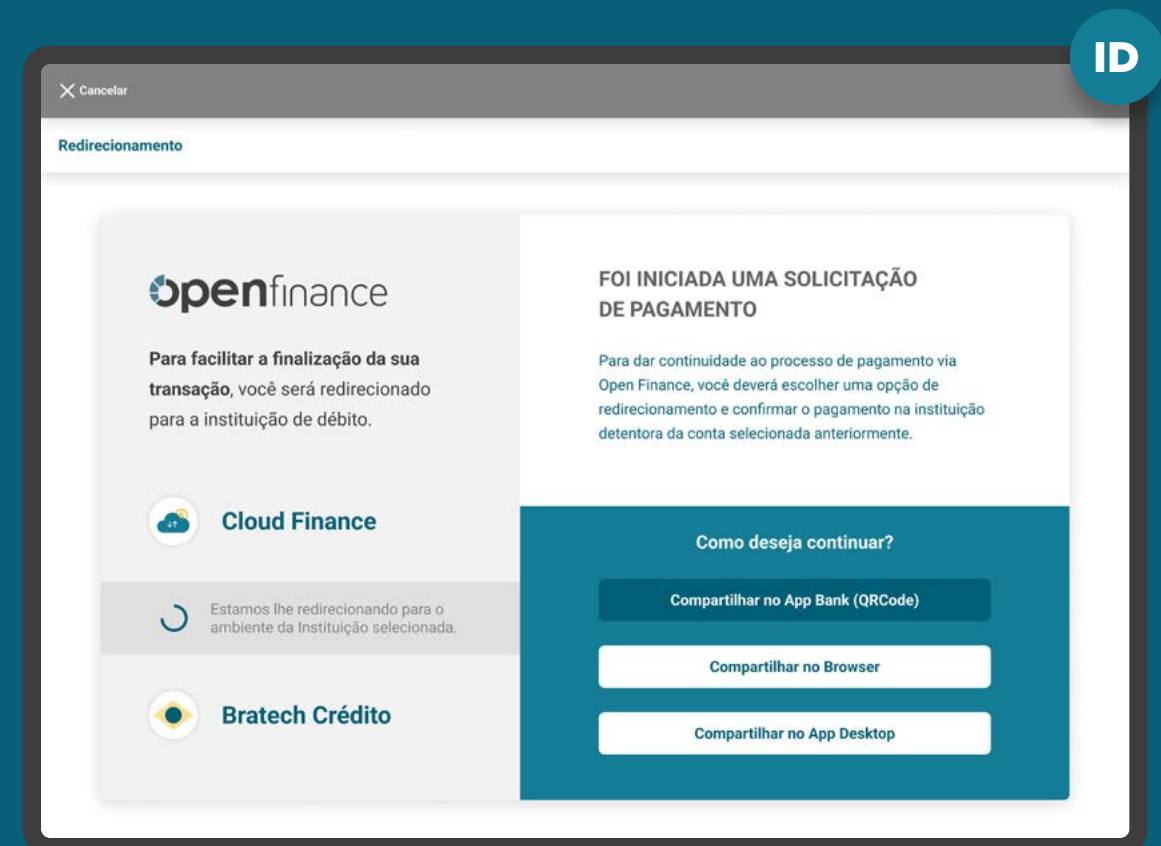 ID
Cancelar
Redirecionamento
openfinance
Para facilitar a finalização da sua
transação, você será redirecionado
para a instituição de débito.
Cloud Finance
Estamos lhe redirecionando para o
ambiente da Instituição selecionada.
Bratech Crédito
FOI INICIADA UMA SOLICITAÇÃO
DE PAGAMENTO
Para dar continuidade ao processo de pagamento via
Open Finance, você deverá escolher uma opção de
redirecionamento e confirmar o pagamento na instituição
detentora da conta selecionada anteriormente.
Como deseja continuar?
Compartilhar no App Bank (QRCode)
Compartilhar no Browser
Compartilhar no App Desktop